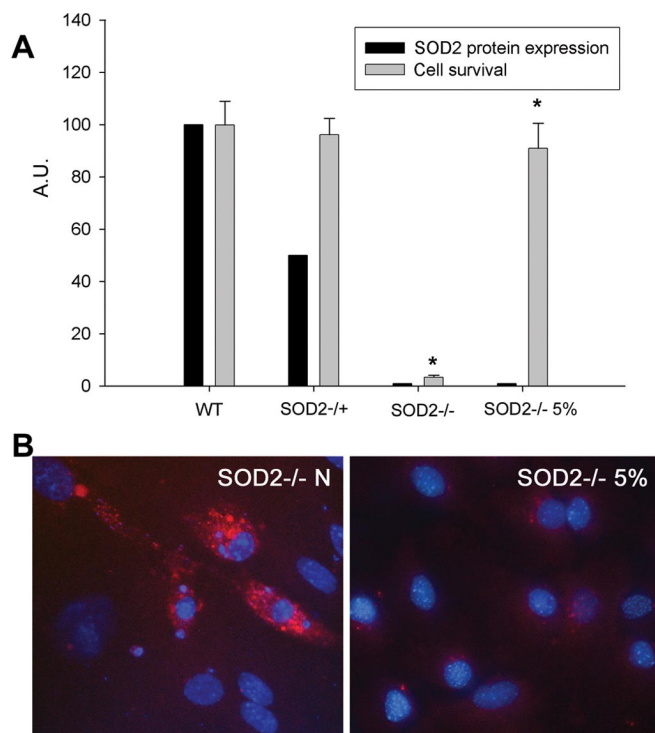 A
140
120
100
80
60
40
20
0
A.U.
SOD2 protein expression
Cell survival
*
*
WT
SOD2-/+
SOD2-/-
SOD2-/- 5%
B
SOD2-/- N
SOD2-/- 5%